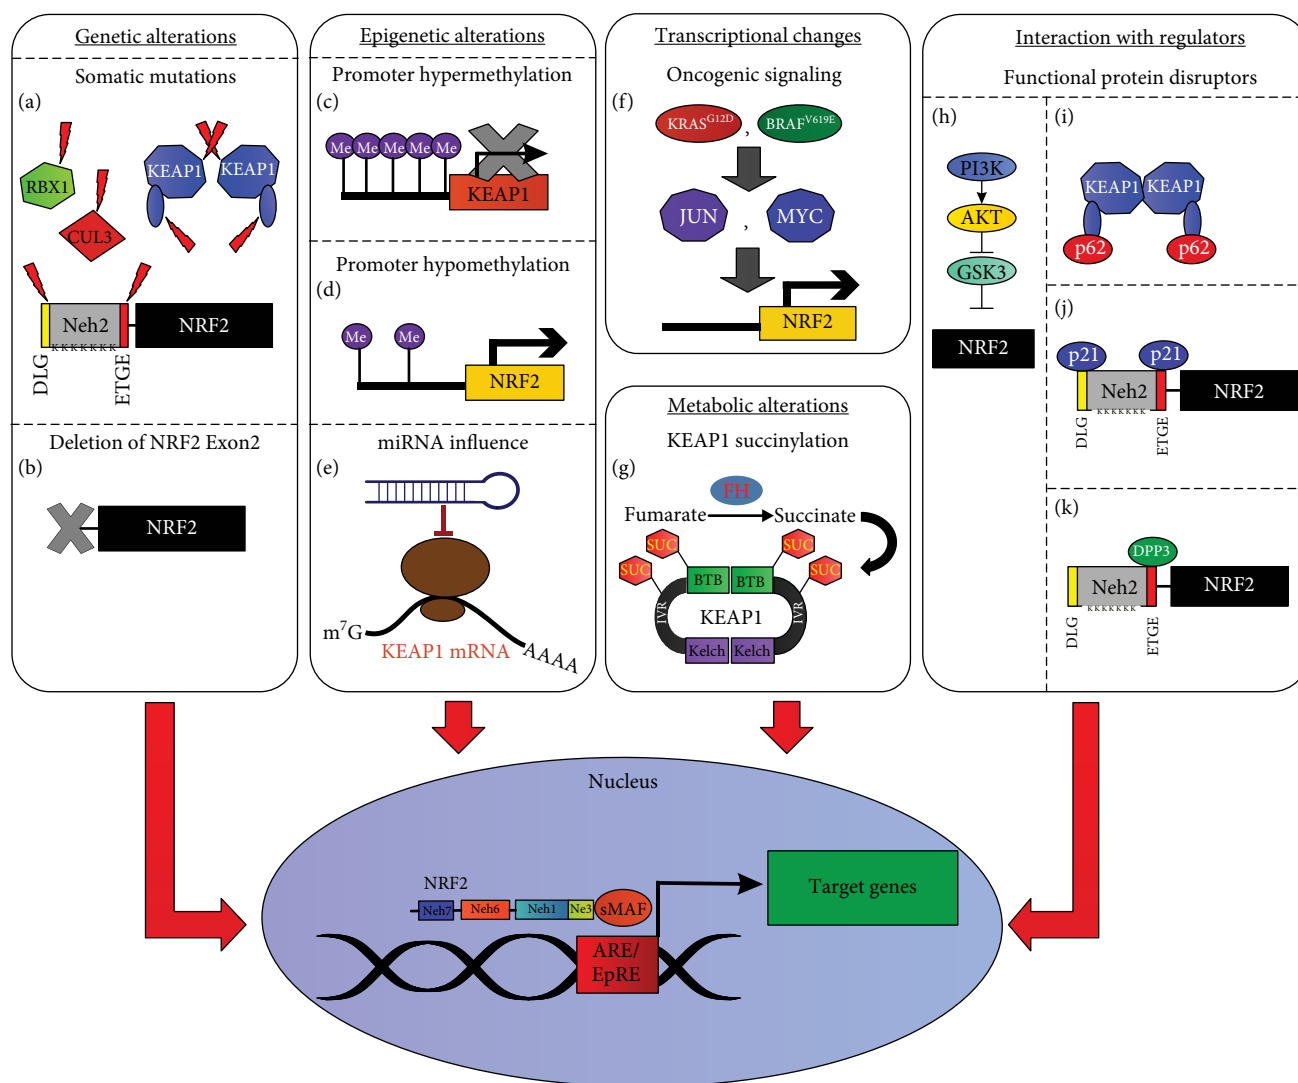 Genetic alterations
Somatic mutations
(a)
RBX1
KEAP1
KEAP1
CUL3
Neh2
K K K K K K K
NRF2
DLG
ETGE
Deletion of NRF2 Exon2
(b)
NRF2
Epigenetic alterations
Promoter hypermethylation
(c)
Me Me Me Me Me
KEAP1
Promoter hypomethylation
(d)
Me Me
NRF2
miRNA influence
(e)
m⁷G
KEAP1 mRNA
AAAA
Transcriptional changes
Oncogenic signaling
(f)
KRAS^G12D , BRAF^V619E
JUN , MYC
NRF2
Metabolic alterations
KEAP1 succinylation
(g)
FH
Fumarate
Succinate
SUC
SUC
SUC
SUC
BTB BTB
IVR
KEAP1
IVR
Kelch Kelch
Interaction with regulators
Functional protein disruptors
(h)
PI3K
AKT
GSK3
NRF2
(i)
KEAP1 KEAP1
p62
p62
(j)
p21
p21
Neh2
K K K K K K K
NRF2
DLG
ETGE
(k)
DPP3
Neh2
K K K K K K K
NRF2
DLG
ETGE
Nucleus
NRF2
Neh7
Neh6
Neh1
Ne3
sMAF
ARE/
EpRE
Target genes